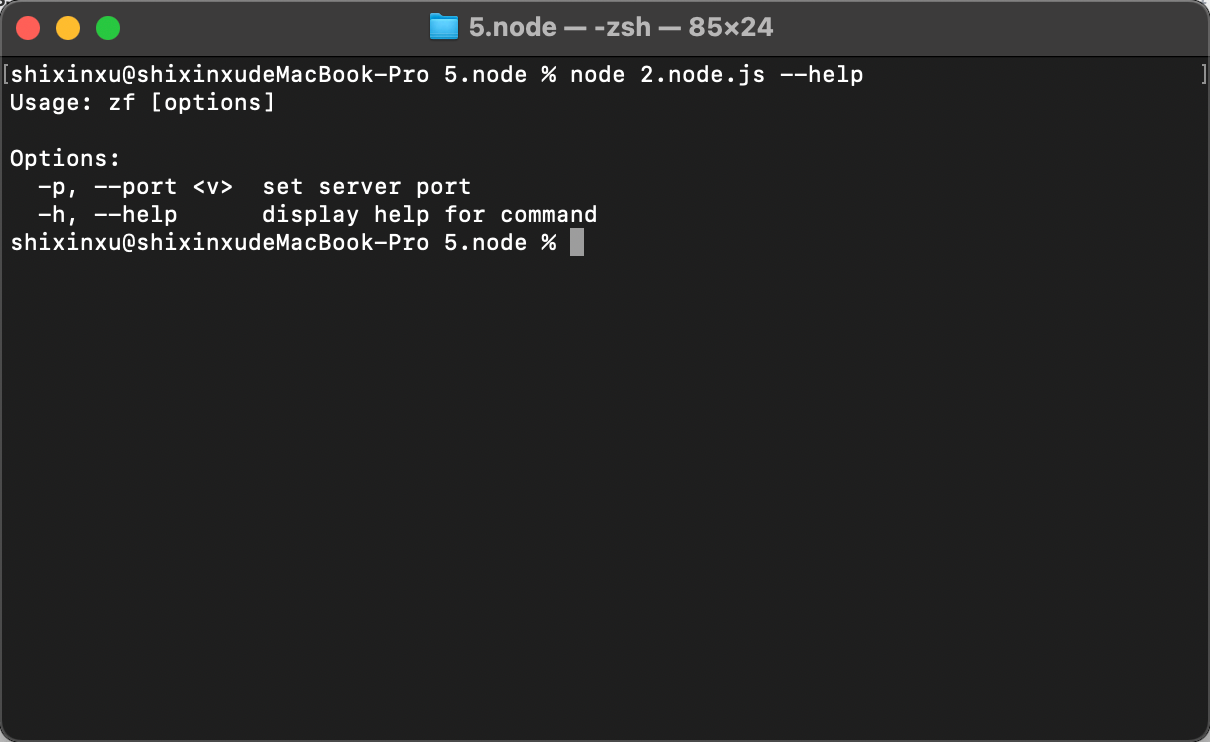 5.node — -zsh — 85×24
[shixinxu@shixinxudeMacBook-Pro 5.node % node 2.node.js --help ]
Usage: zf [options]
Options:
-p, --port <v>  set server port
-h, --help      display help for command
shixinxu@shixinxudeMacBook-Pro 5.node %